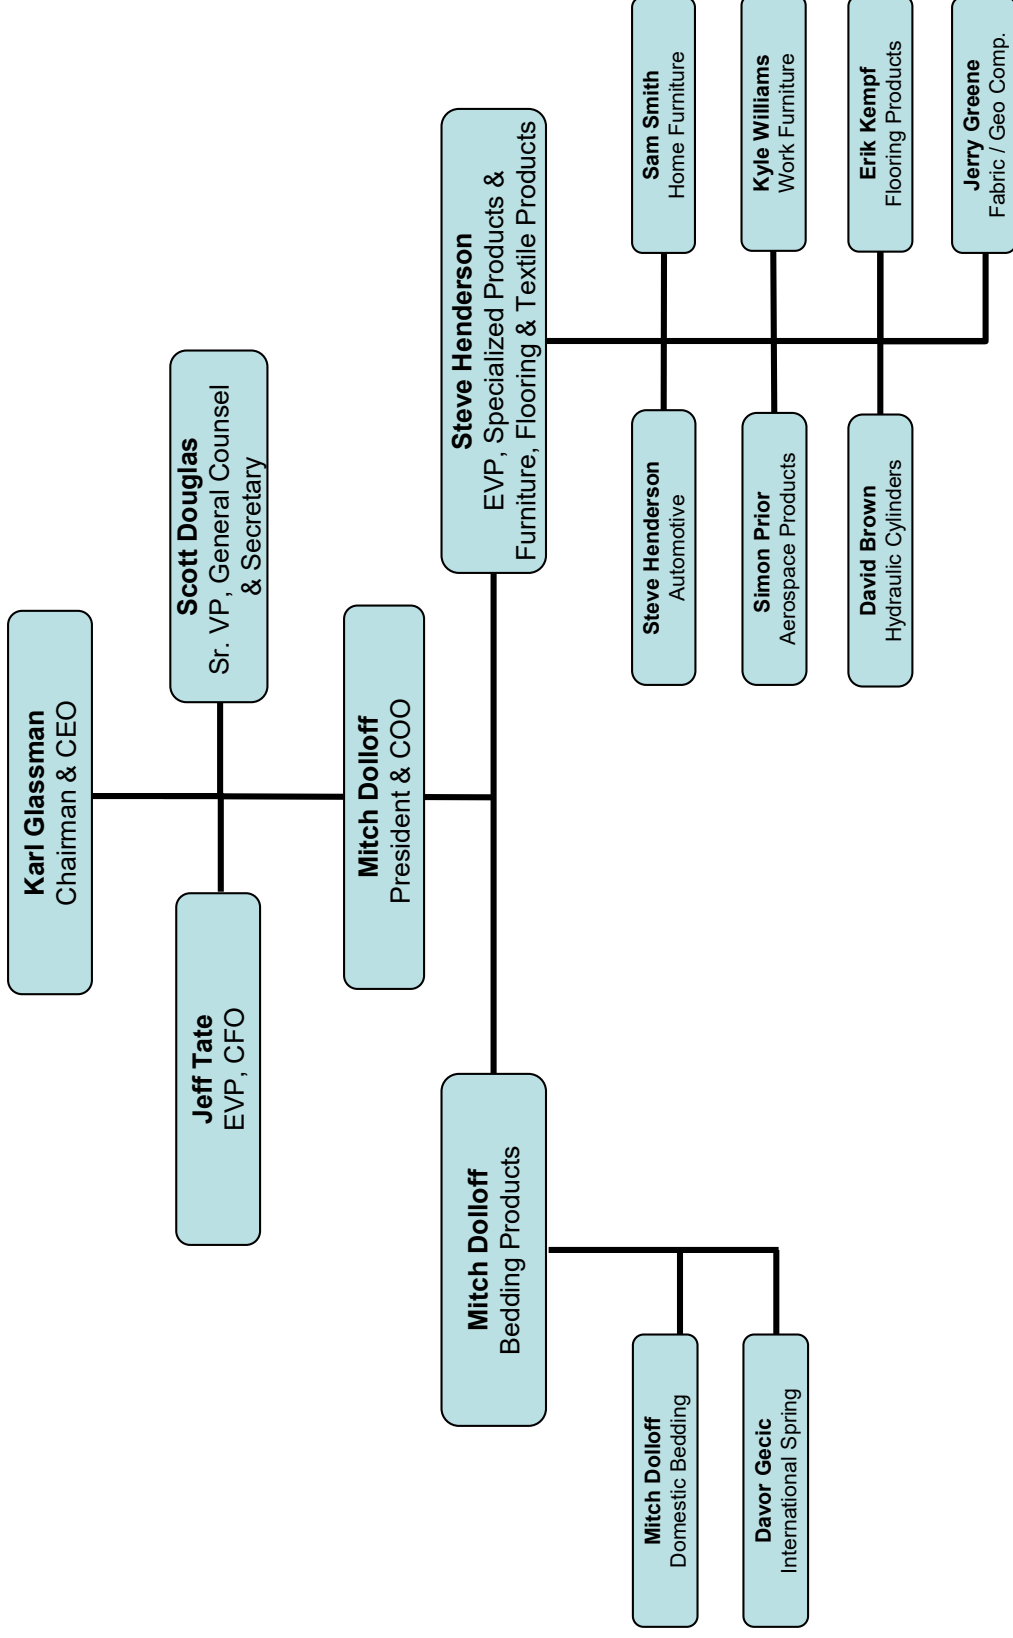 Karl Glassman
Chairman & CEO
Jeff Tate
EVP, CFO
Scott Douglas
Sr. VP, General Counsel
& Secretary
Mitch Dolloff
President & COO
Mitch Dolloff
Bedding Products
Steve Henderson
EVP, Specialized Products &
Furniture, Flooring & Textile Products
Mitch Dolloff
Domestic Bedding
Davor Gecic
International Spring
Steve Henderson
Automotive
Sam Smith
Home Furniture
Simon Prior
Aerospace Products
Kyle Williams
Work Furniture
David Brown
Hydraulic Cylinders
Erik Kempf
Flooring Products
Jerry Greene
Fabric / Geo Comp.